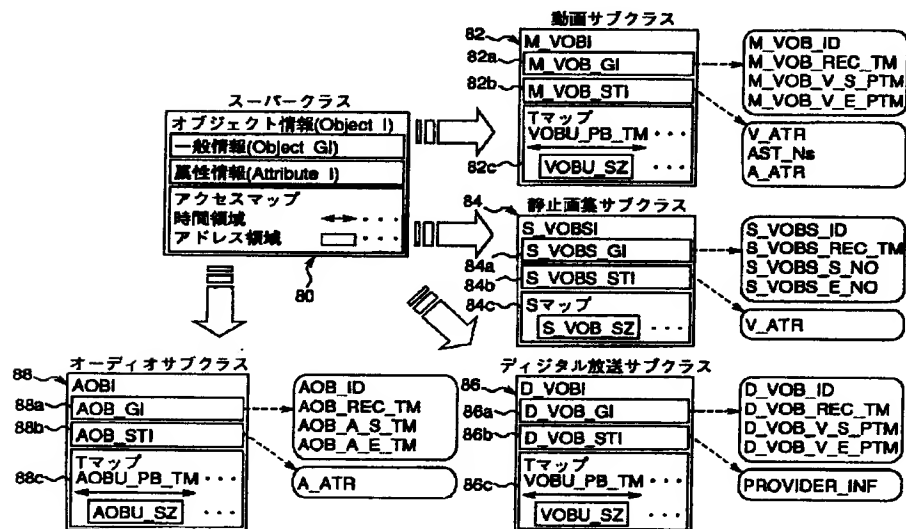 スーパークラス
オブジェクト情報(Object_I)
一般情報(Object_GI)
属性情報(Attribute_I)
アクセスマップ
時間領域 ・・・
アドレス領域 ・・・
80
動画サブクラス
82
M_VOBI
82a
M_VOB_GI
82b
M_VOB_STI
Tマップ
VOBU_PB_TM ・・・
82c
VOBU_SZ ・・・
M_VOB_ID
M_VOB_REC_TM
M_VOB_V_S_PTM
M_VOB_V_E_PTM
V_ATR
AST_Ns
A_ATR
静止画集サブクラス
84
S_VOBSI
84a
S_VOBS_GI
84b
S_VOBS_STI
84c
Sマップ
S_VOB_SZ ・・・
S_VOBS_ID
S_VOBS_REC_TM
S_VOBS_S_NO
S_VOBS_E_NO
V_ATR
オーディオサブクラス
88
AOBI
88a
AOB_GI
88b
AOB_STI
Tマップ
88c
AOBU_PB_TM ・・・
AOBU_SZ ・・・
AOB_ID
AOB_REC_TM
AOB_A_S_TM
AOB_A_E_TM
A_ATR
ディジタル放送サブクラス
86
D_VOBI
86a
D_VOB_GI
86b
D_VOB_STI
Tマップ
86c
VOBU_PB_TM ・・・
VOBU_SZ ・・・
D_VOB_ID
D_VOB_REC_TM
D_VOB_V_S_PTM
D_VOB_V_E_PTM
PROVIDER_INF